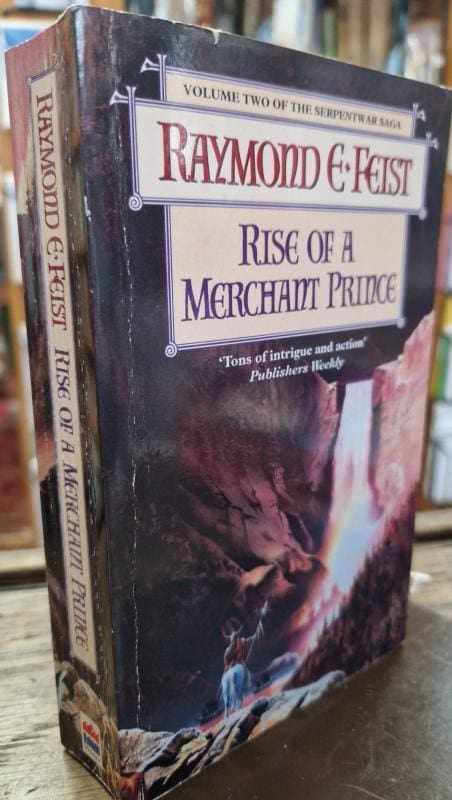 VOLUME TWO OF THE SERPENTWAR SAGA
RAYMOND E·FEIST
RISE OF A
MERCHANT PRINCE
'Tons of intrigue and action'
Publishers Weekly
RAYMOND E·FEIST RISE OF A MERCHANT PRINCE